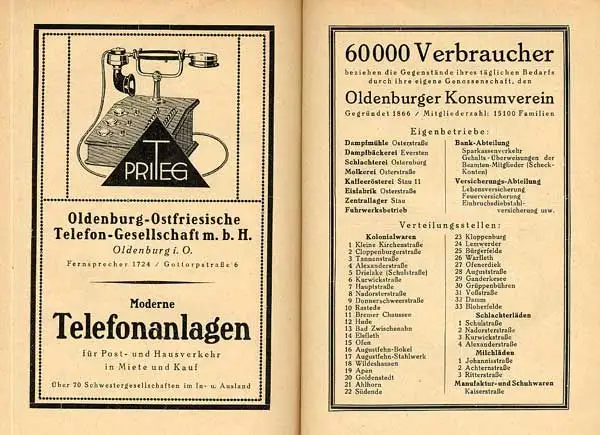 PRITEG
Oldenburg-Ostfriesische
Telefon-Gesellschaft m. b. H.
Oldenburg i. O.
Fernsprecher 1724 / Gottorpstraße 6
Moderne
Telefonanlagen
für Post- und Hausverkehr
in Miete und Kauf
Über 70 Schwestergesellschaften im In- u. Ausland
60000 Verbraucher
beziehen die Gegenstände ihres täglichen Bedarfs
durch ihre eigene Genossenschaft, den
Oldenburger Konsumverein
Gegründet 1866 / Mitgliederzahl: 15100 Familien
Eigenbetriebe:
Dampfmühle Osterstraße
Dampfbäckerei Eversten
Schlachterei Osternburg
Molkerei Osterstraße
Kaffeerösterei Stau 11
Eisfabrik Osterstraße
Zentrallager Stau
Fuhrwerksbetrieb
Bank-Abteilung
Sparkassenverkehr
Gehalts-Überweisungen der
Beamten-Mitglieder (Scheck-
Konten)
Versicherungs-Abteilung
Lebensversicherung
Feuerversicherung
Einbruchsdiebstahl-
versicherung usw.
Verteilungsstellen:
Kolonialwaren
1 Kleine Kirchenstraße
2 Cloppenburgerstraße
3 Tannenstraße
4 Alexanderstraße
5 Drielake (Schulstraße)
6 Kurwickstraße
7 Hauptstraße
8 Nadorsterstraße
9 Donnerschweerstraße
10 Rastede
11 Bremer Chaussee
12 Hude
13 Bad Zwischenahn
14 Elsfleth
15 Ofen
16 Augustfehn-Bokel
17 Augustfehn-Stahlwerk
18 Wildeshausen
19 Apen
20 Goldenstedt
21 Ahlhorn
22 Südende
23 Kloppenburg
24 Lemwerder
25 Bürgerfelde
26 Warfleth
27 Ofenerdiek
28 Auguststraße
29 Ganderkesee
30 Grüppenbühren
31 Voßstraße
32 Damm
33 Bloherfelde
Schlachterläden
1 Schulstraße
2 Nadorsterstraße
3 Kurwickstraße
4 Alexanderstraße
Milchläden
1 Johannisstraße
2 Achternstraße
3 Ritterstraße
Manufaktur- und Schuhwaren
Kaiserstraße